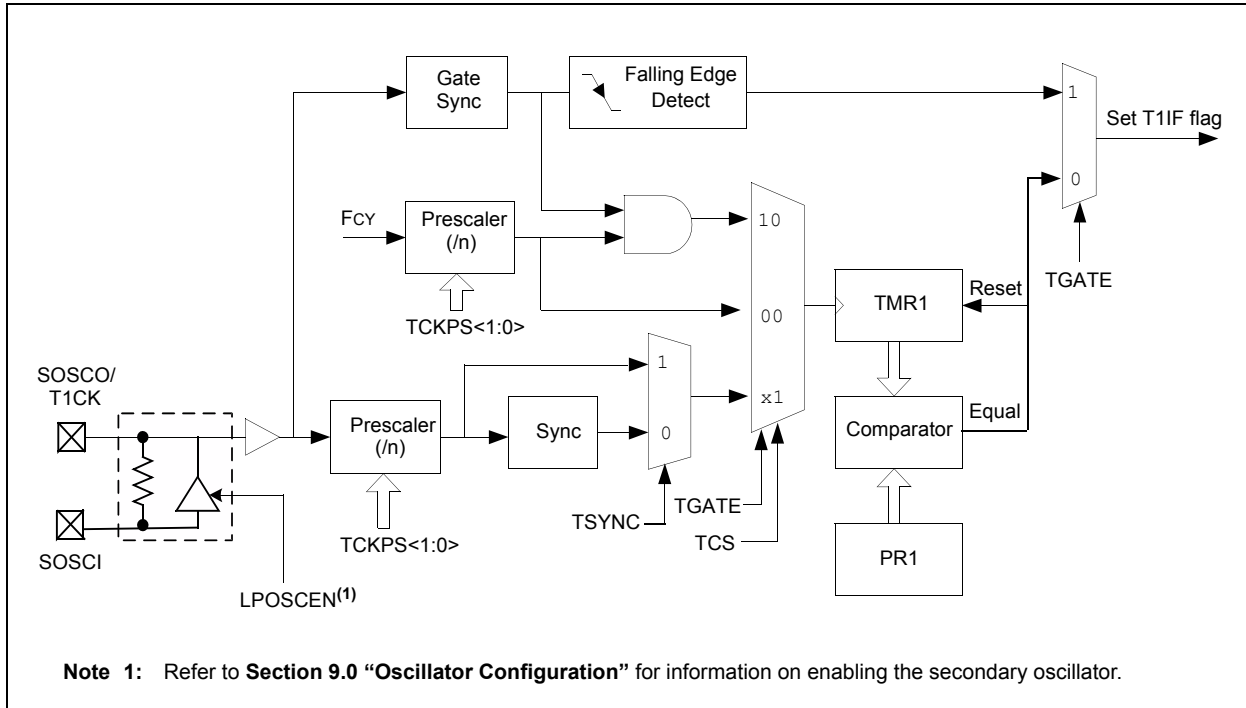 Gate
Sync
Falling Edge
Detect
1
Set T1IF flag
0
FCY
Prescaler
(/n)
10
TGATE
TCKPS<1:0>
00
TMR1
Reset
SOSCO/
T1CK
1
x1
Prescaler
(/n)
Sync
0
Comparator
Equal
TGATE
TSYNC
TCS
SOSCI
TCKPS<1:0>
PR1
LPOSCEN(1)
Note 1: Refer to Section 9.0 “Oscillator Configuration” for information on enabling the secondary oscillator.